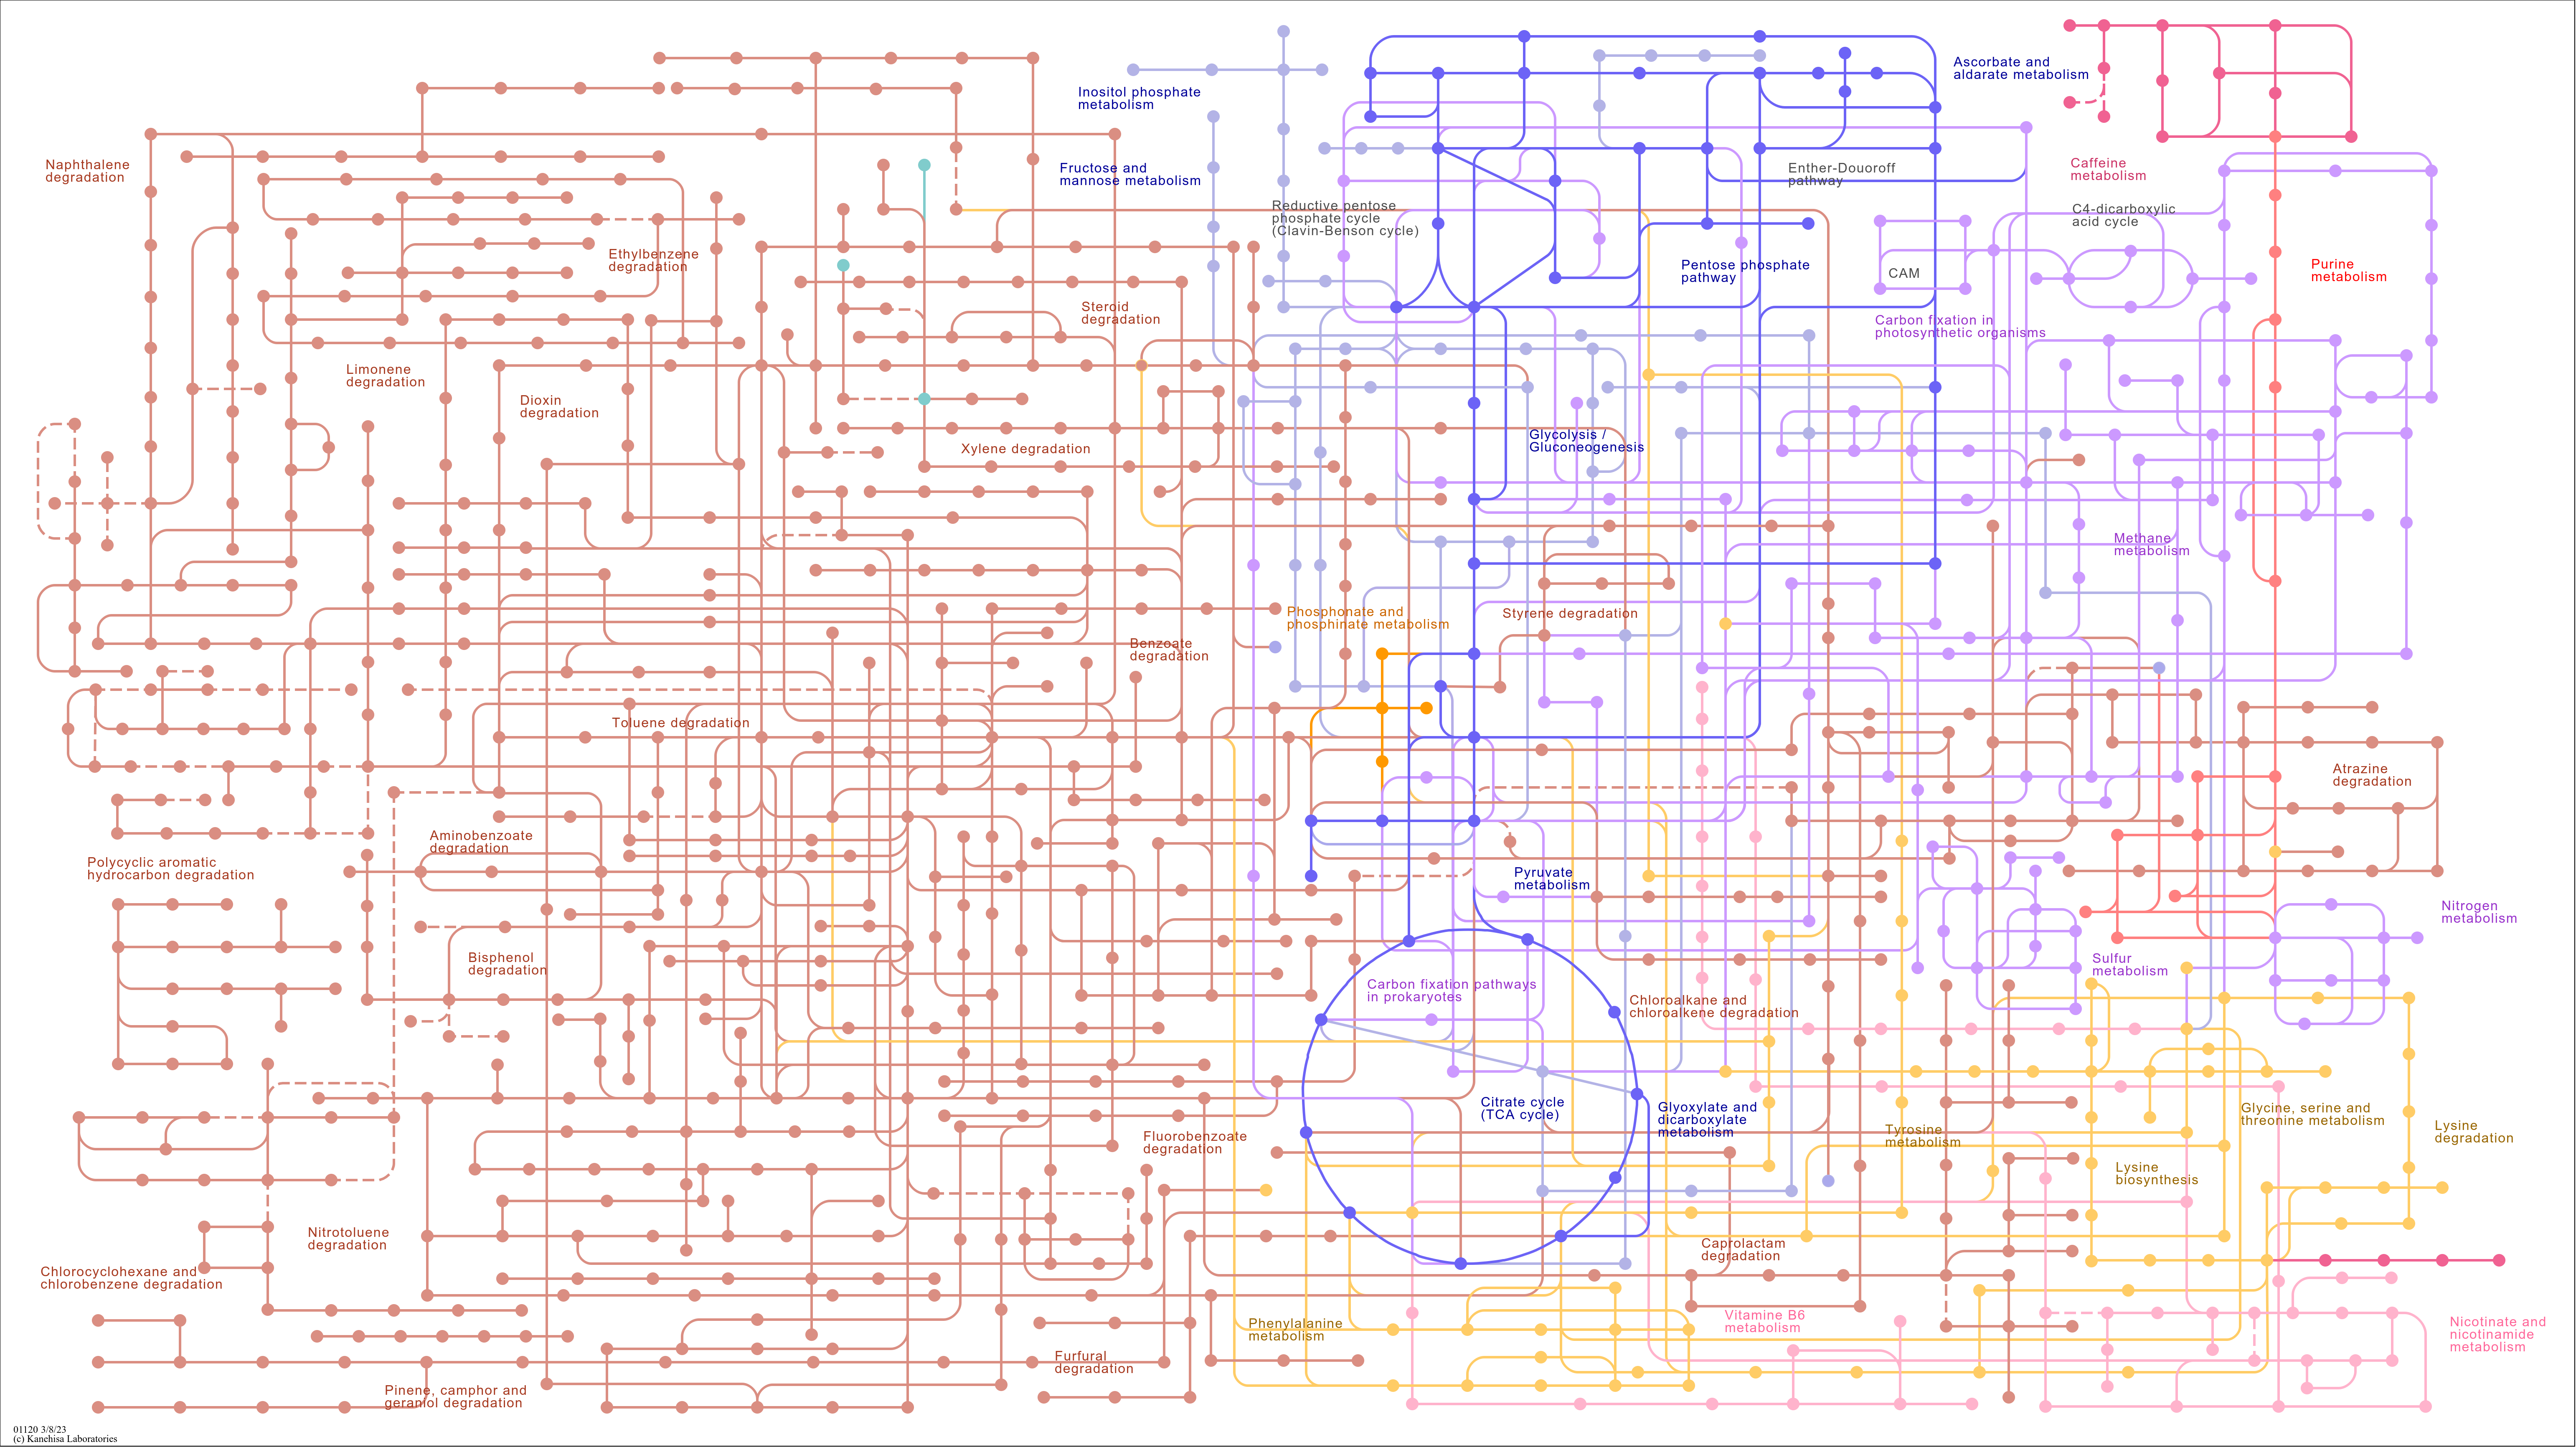 Ascorbate and
aldarate metabolism
Inositol phosphate
metabolism
Naphthalene
degradation
Fructose and
mannose metabolism
Enther-Douoroff
pathway
Caffeine
metabolism
Reductive pentose
phosphate cycle
(Clavin-Benson cycle)
C4-dicarboxylic
acid cycle
Ethylbenzene
degradation
Pentose phosphate
pathway
CAM
Purine
metabolism
Steroid
degradation
Carbon fixation in
photosynthetic organisms
Limonene
degradation
Dioxin
degradation
Xylene degradation
Glycolysis /
Gluconeogenesis
Methane
metabolism
Phosphonate and
phosphinate metabolism
Styrene degradation
Benzoate
degradation
Toluene degradation
Atrazine
degradation
Aminobenzoate
degradation
Polycyclic aromatic
hydrocarbon degradation
Pyruvate
metabolism
Nitrogen
metabolism
Bisphenol
degradation
Sulfur
metabolism
Carbon fixation pathways
in prokaryotes
Chloroalkane and
chloroalkene degradation
Citrate cycle
(TCA cycle)
Glyoxylate and
dicarboxylate
metabolism
Glycine, serine and
threonine metabolism
Tyrosine
metabolism
Lysine
degradation
Fluorobenzoate
degradation
Lysine
biosynthesis
Nitrotoluene
degradation
Caprolactam
degradation
Chlorocyclohexane and
chlorobenzene degradation
Phenylalanine
metabolism
Vitamine B6
metabolism
Nicotinate and
nicotinamide
metabolism
Furfural
degradation
Pinene, camphor and
geraniol degradation
01120 3/8/23
(c) Kanehisa Laboratories